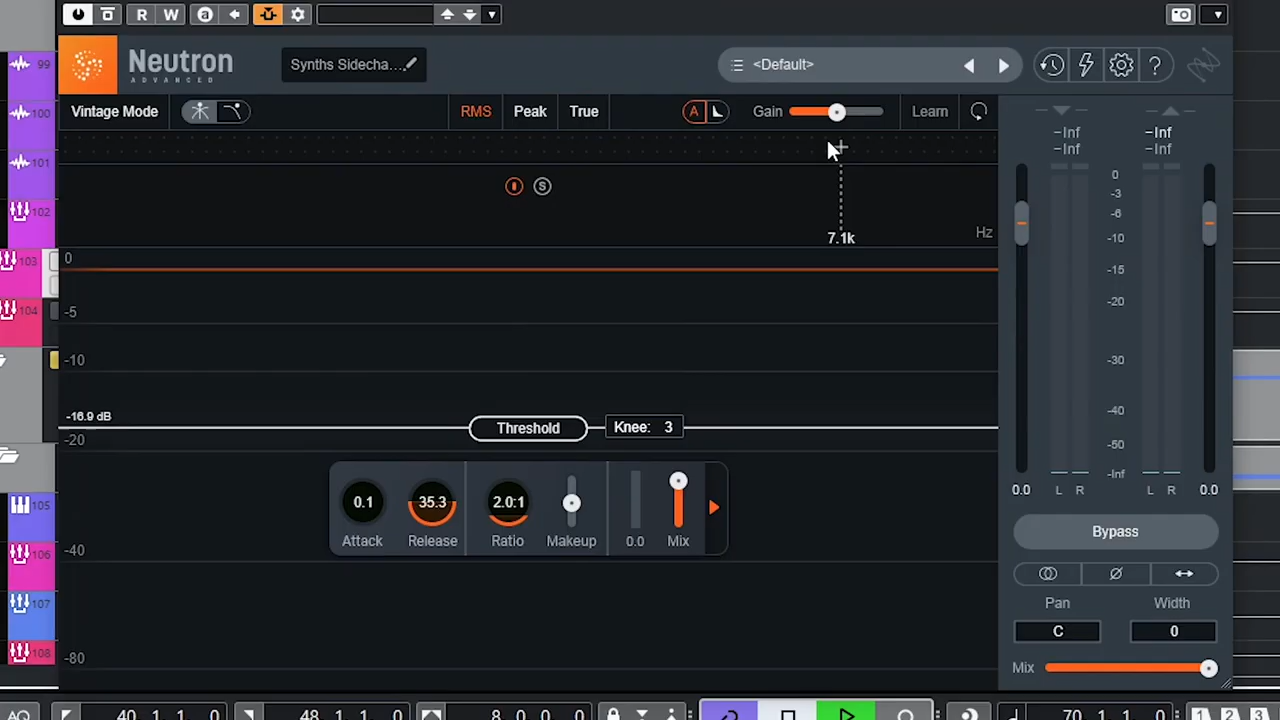 R W a
Neutron
ADVANCED
Synths Sidecha...
<Default>
?
Vintage Mode
RMS Peak True
A L Gain
Learn
99
100
101
102
103
104
105
106
107
108
S
7.1k
Hz
0
-5
-10
-16.9 dB
-20
-40
-80
Threshold
Knee: 3
0.1 35.3 2.0:1
Attack Release Ratio Makeup 0.0 Mix
-Inf -Inf
-Inf -Inf
0
-3
-6
-10
-15
-20
-30
-40
-50
-Inf
0.0 L R L R 0.0
Bypass
Pan Width
C 0
Mix
AQ 40. 1. 1. 0 48. 1. 1. 0 8. 0. 0. 0 70. 1. 1. 0 1 2 3